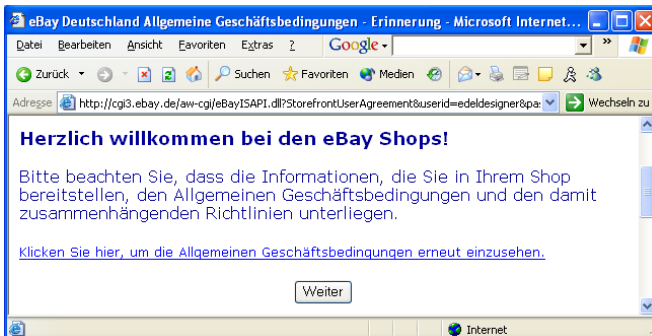 eBay Deutschland Allgemeine Geschäftsbedingungen - Erinnerung - Microsoft Internet...
Datei Bearbeiten Ansicht Favoriten Extras ? Google
Zurück Suchen Favoriten Medien
Adresse http://cgi3.ebay.de/aw-cgi/eBayISAPI.dll?StorefrontUserAgreement&userid=edeldesigner&pa: Wechseln zu
Herzlich willkommen bei den eBay Shops!
Bitte beachten Sie, dass die Informationen, die Sie in Ihrem Shop
bereitstellen, den Allgemeinen Geschäftsbedingungen und den damit
zusammenhängenden Richtlinien unterliegen.
Klicken Sie hier, um die Allgemeinen Geschäftsbedingungen erneut einzusehen.
Weiter
Internet